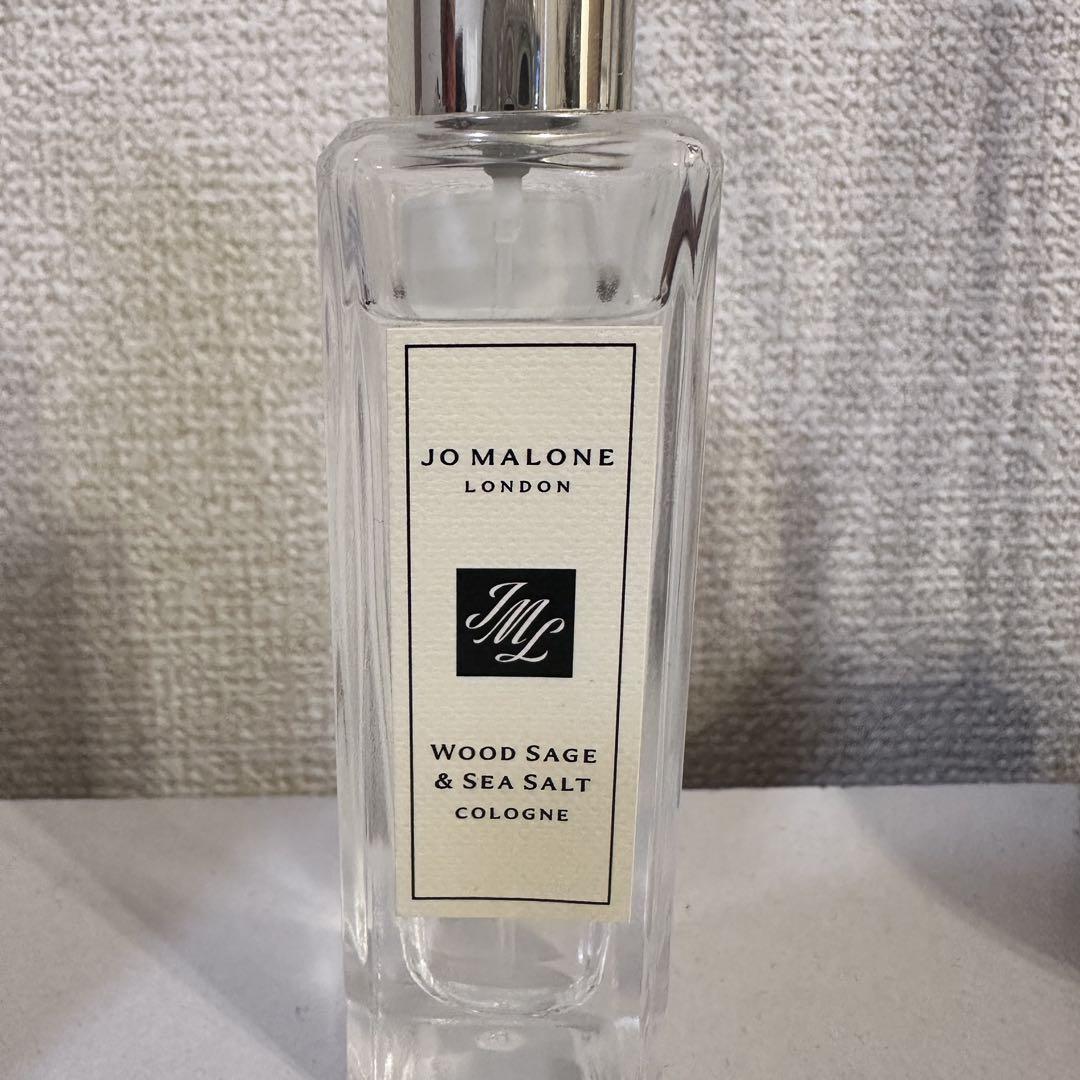 JO MALONE
LONDON
JML
WOOD SAGE
& SEA SALT
COLOGNE